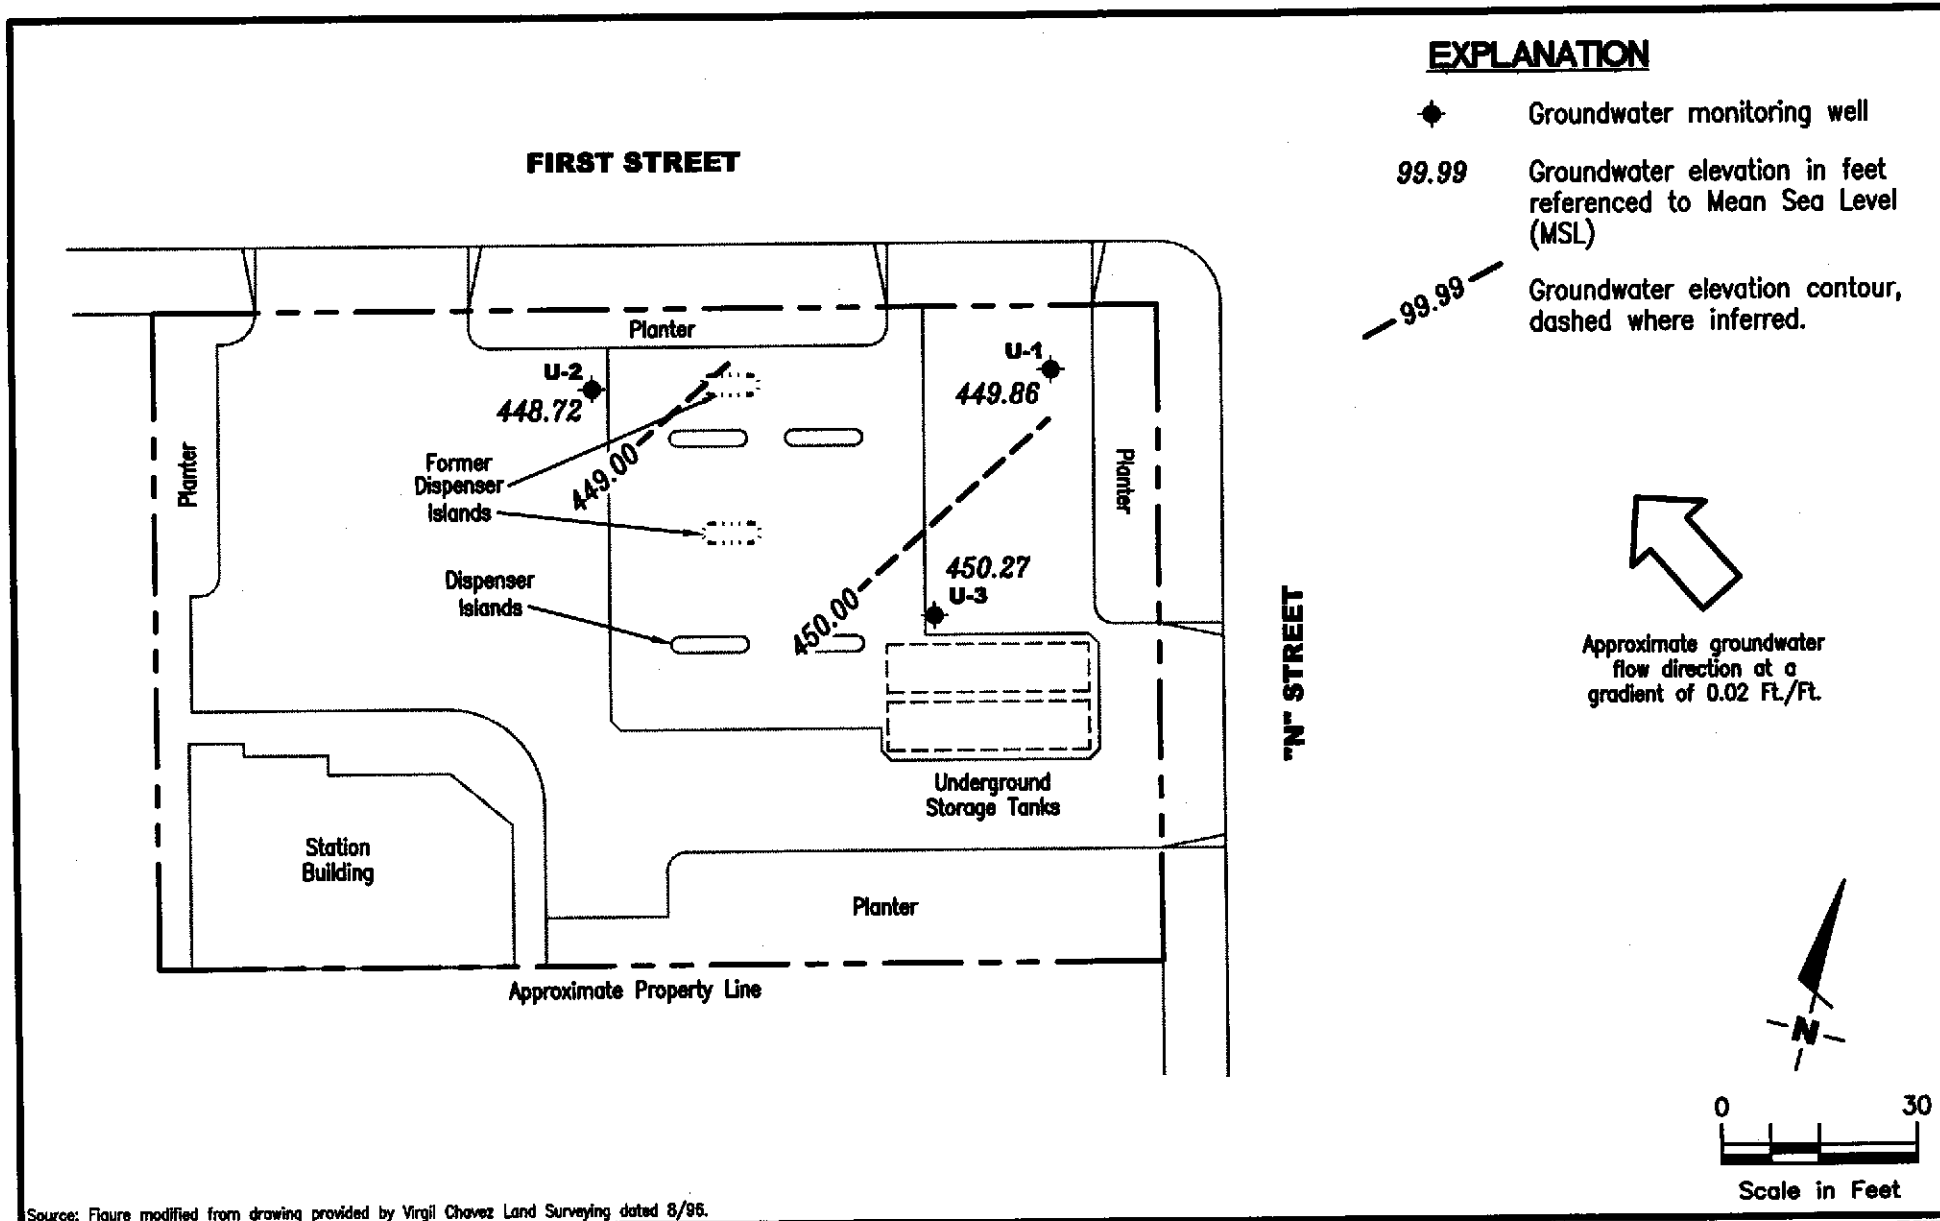 EXPLANATION
Groundwater monitoring well
99.99
Groundwater elevation in feet
referenced to Mean Sea Level
(MSL)
99.99
Groundwater elevation contour,
dashed where inferred.
FIRST STREET
Planter
U-2
448.72
U-1
449.86
Planter
Former
Dispenser
Islands
449.00
Planter
Dispenser
Islands
450.00
450.27
U-3
"N" STREET
Approximate groundwater
flow direction at a
gradient of 0.02 Ft./Ft.
Underground
Storage Tanks
Station
Building
Planter
Approximate Property Line
N
0 30
Scale in Feet
Source: Figure modified from drawing provided by Virgil Chavez Land Surveying dated 8/96.